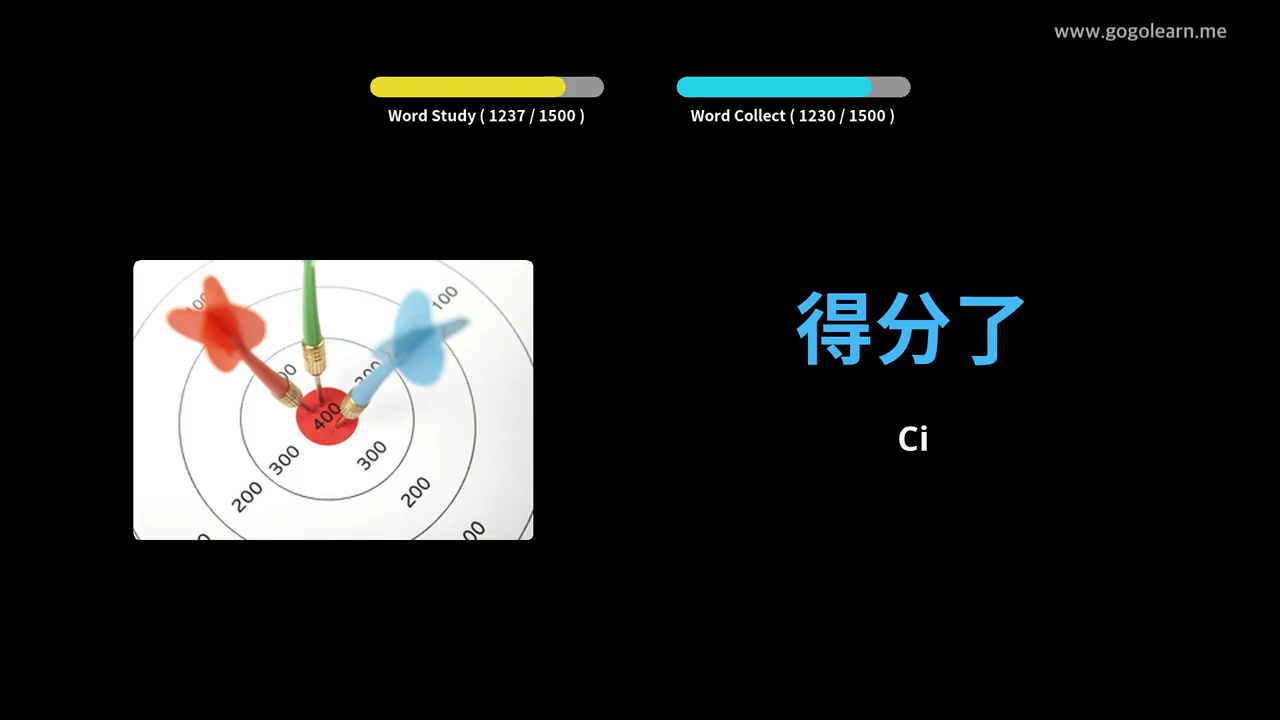 www.gogolearn.me
Word Study ( 1237 / 1500 )
Word Collect ( 1230 / 1500 )
100
100
400
300
300
200
200
得分了
Ci